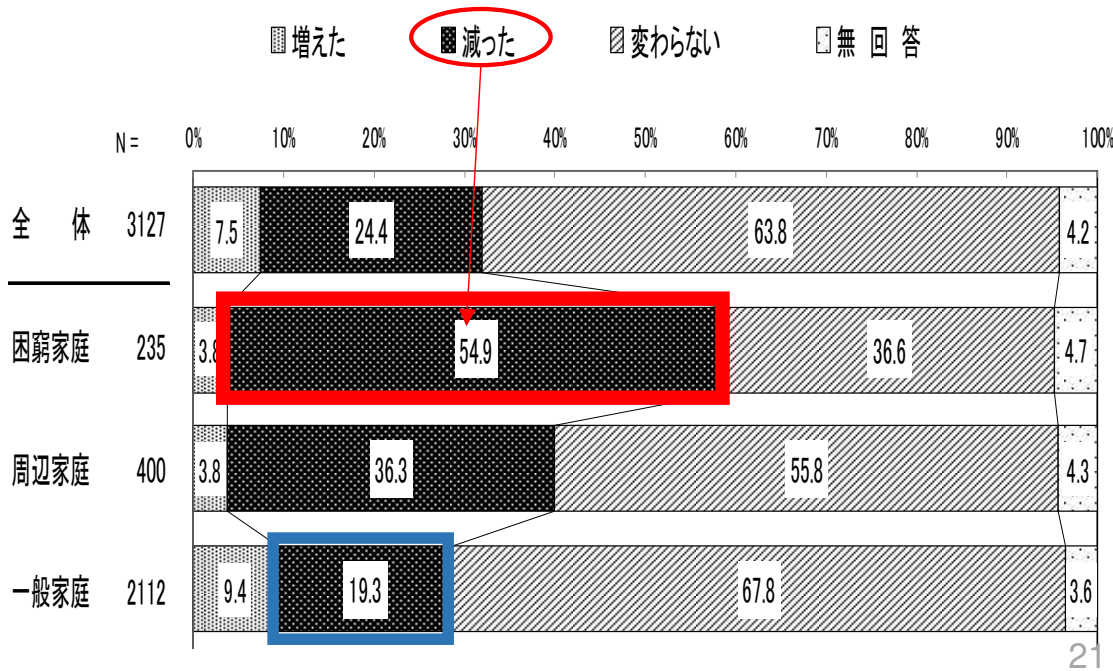 増えた 減った 変わらない 無 回 答
N = 0% 10% 20% 30% 40% 50% 60% 70% 80% 90% 100%
全 体 3127 7.5 24.4 63.8 4.2
困窮家庭 235 3.8 54.9 36.6 4.7
周辺家庭 400 3.8 36.3 55.8 4.3
一般家庭 2112 9.4 19.3 67.8 3.6
21